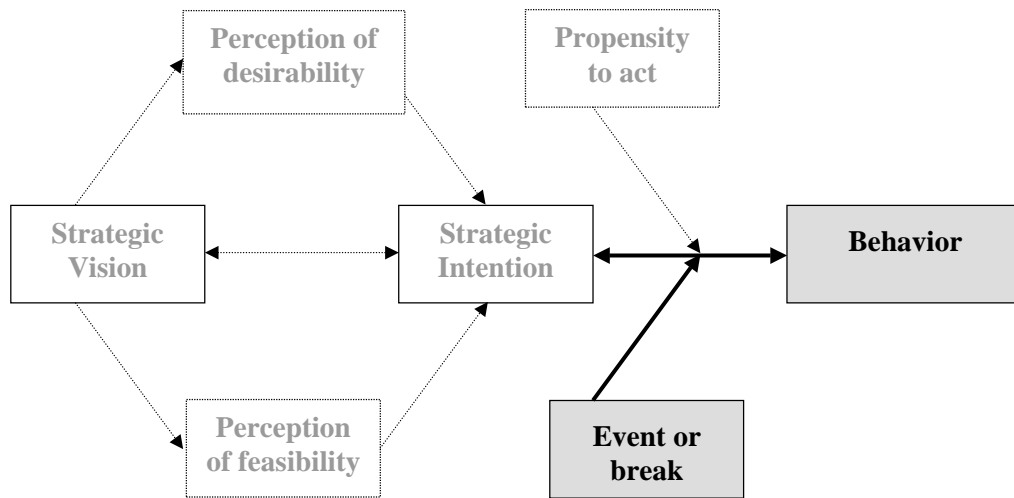 Perception of
desirability
Propensity
to act
Strategic
Vision
Strategic
Intention
Behavior
Perception
of feasibility
Event or
break